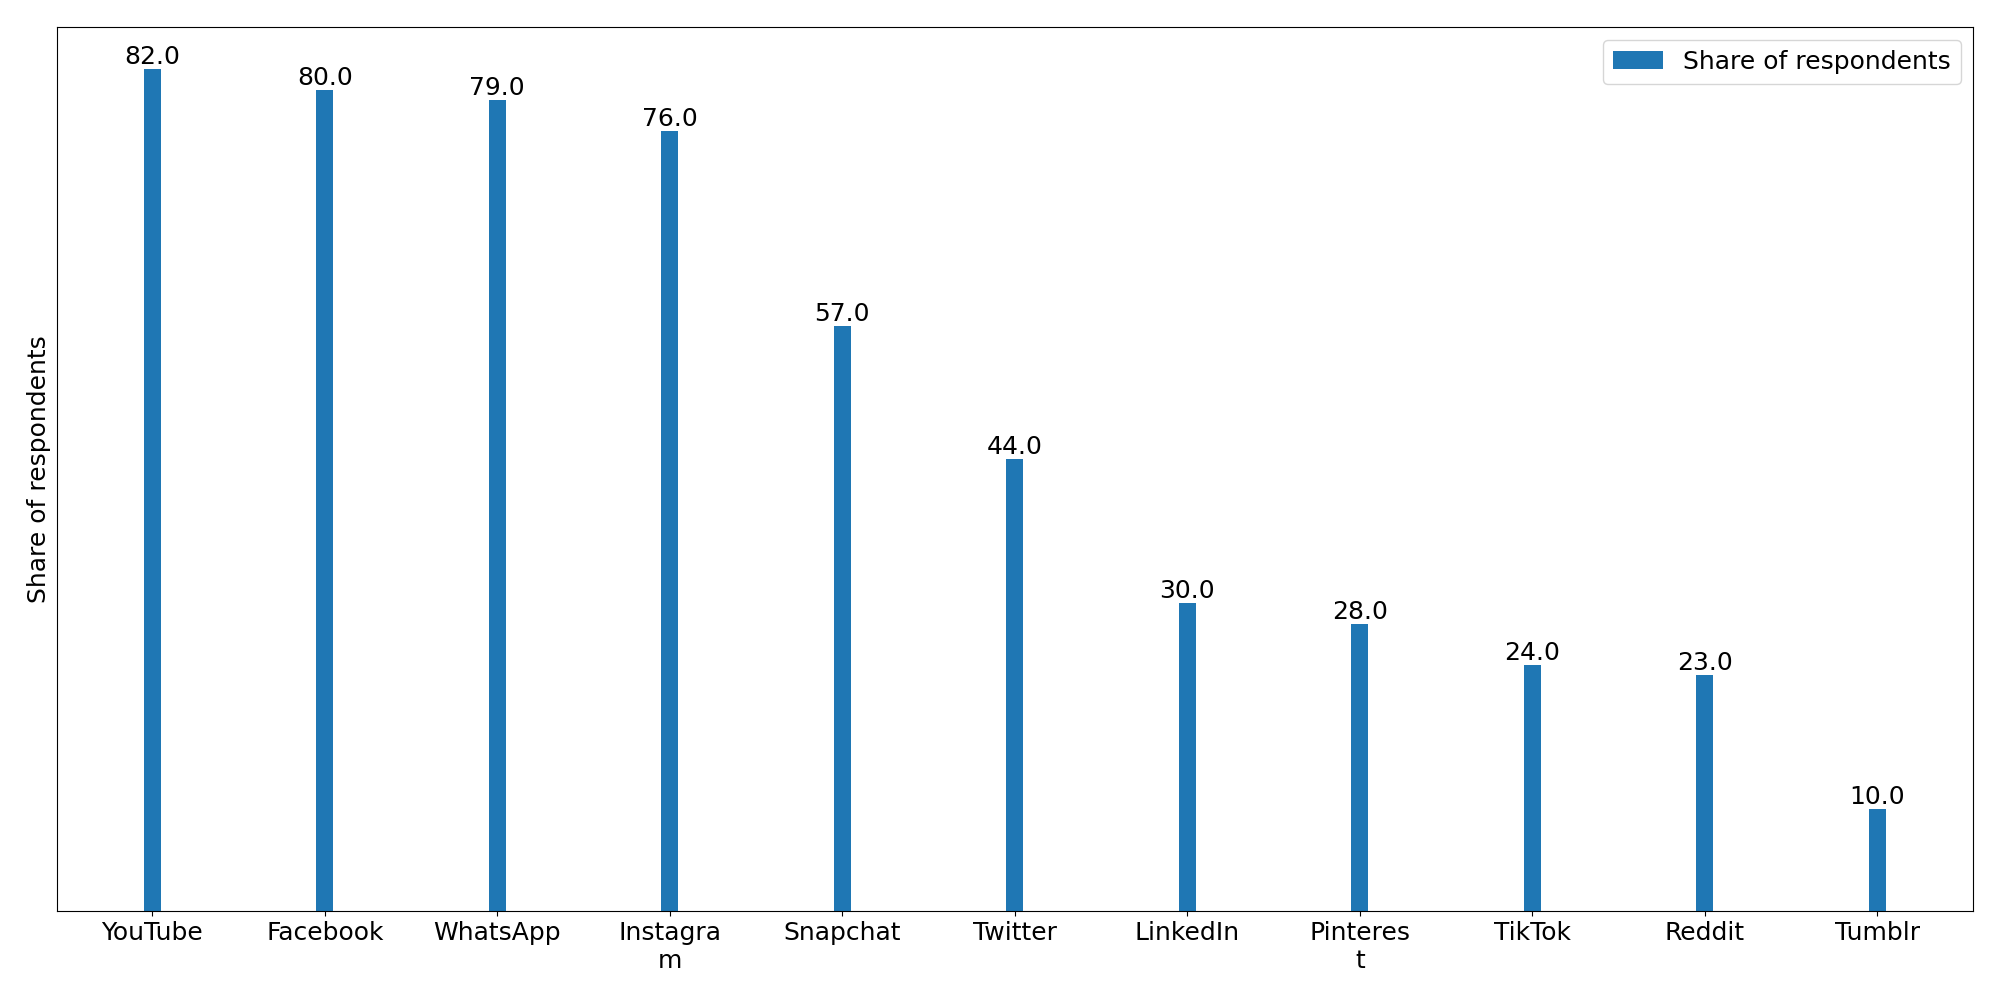 82.0
80.0
79.0
76.0
57.0
44.0
30.0
28.0
24.0
23.0
10.0
Share of respondents
Share of respondents
YouTube
Facebook
WhatsApp
Instagra
m
Snapchat
Twitter
LinkedIn
Pinteres
t
TikTok
Reddit
Tumblr